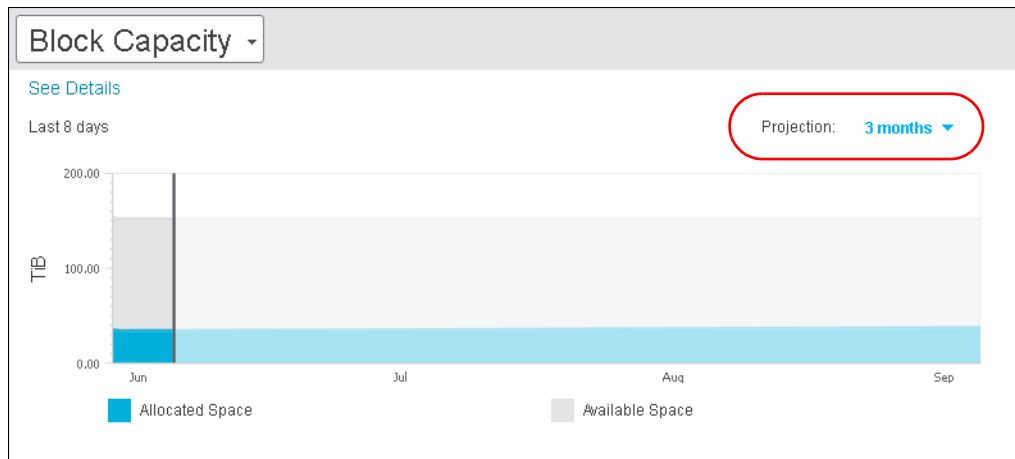 Block Capacity
See Details
Last 8 days
Projection: 3 months
200.00
TiB
100.00
0.00
Jun Jul Aug Sep
Allocated Space Available Space